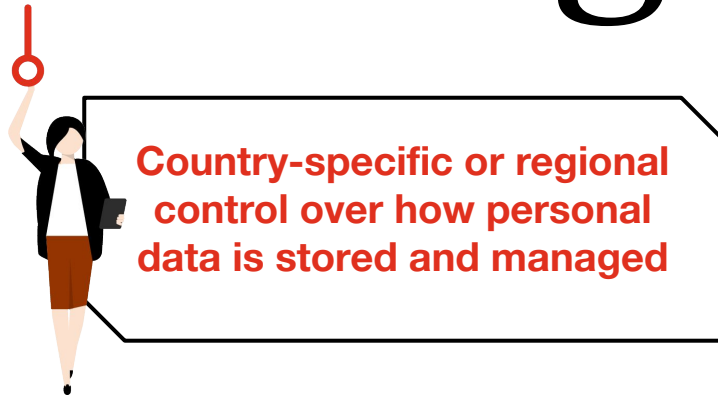 Country-specific or regional
control over how personal
data is stored and managed